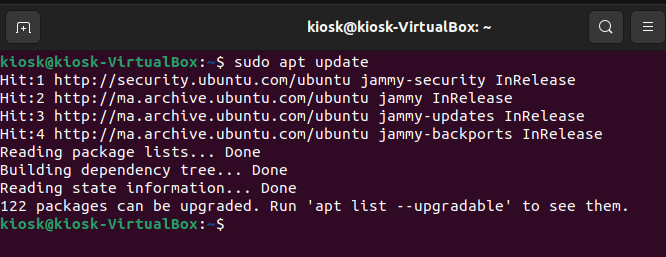 kiosk@kiosk-VirtualBox: ~
kiosk@kiosk-VirtualBox:~$ sudo apt update
Hit:1 http://security.ubuntu.com/ubuntu jammy-security InRelease
Hit:2 http://ma.archive.ubuntu.com/ubuntu jammy InRelease
Hit:3 http://ma.archive.ubuntu.com/ubuntu jammy-updates InRelease
Hit:4 http://ma.archive.ubuntu.com/ubuntu jammy-backports InRelease
Reading package lists... Done
Building dependency tree... Done
Reading state information... Done
122 packages can be upgraded. Run 'apt list --upgradable' to see them.
kiosk@kiosk-VirtualBox:~$